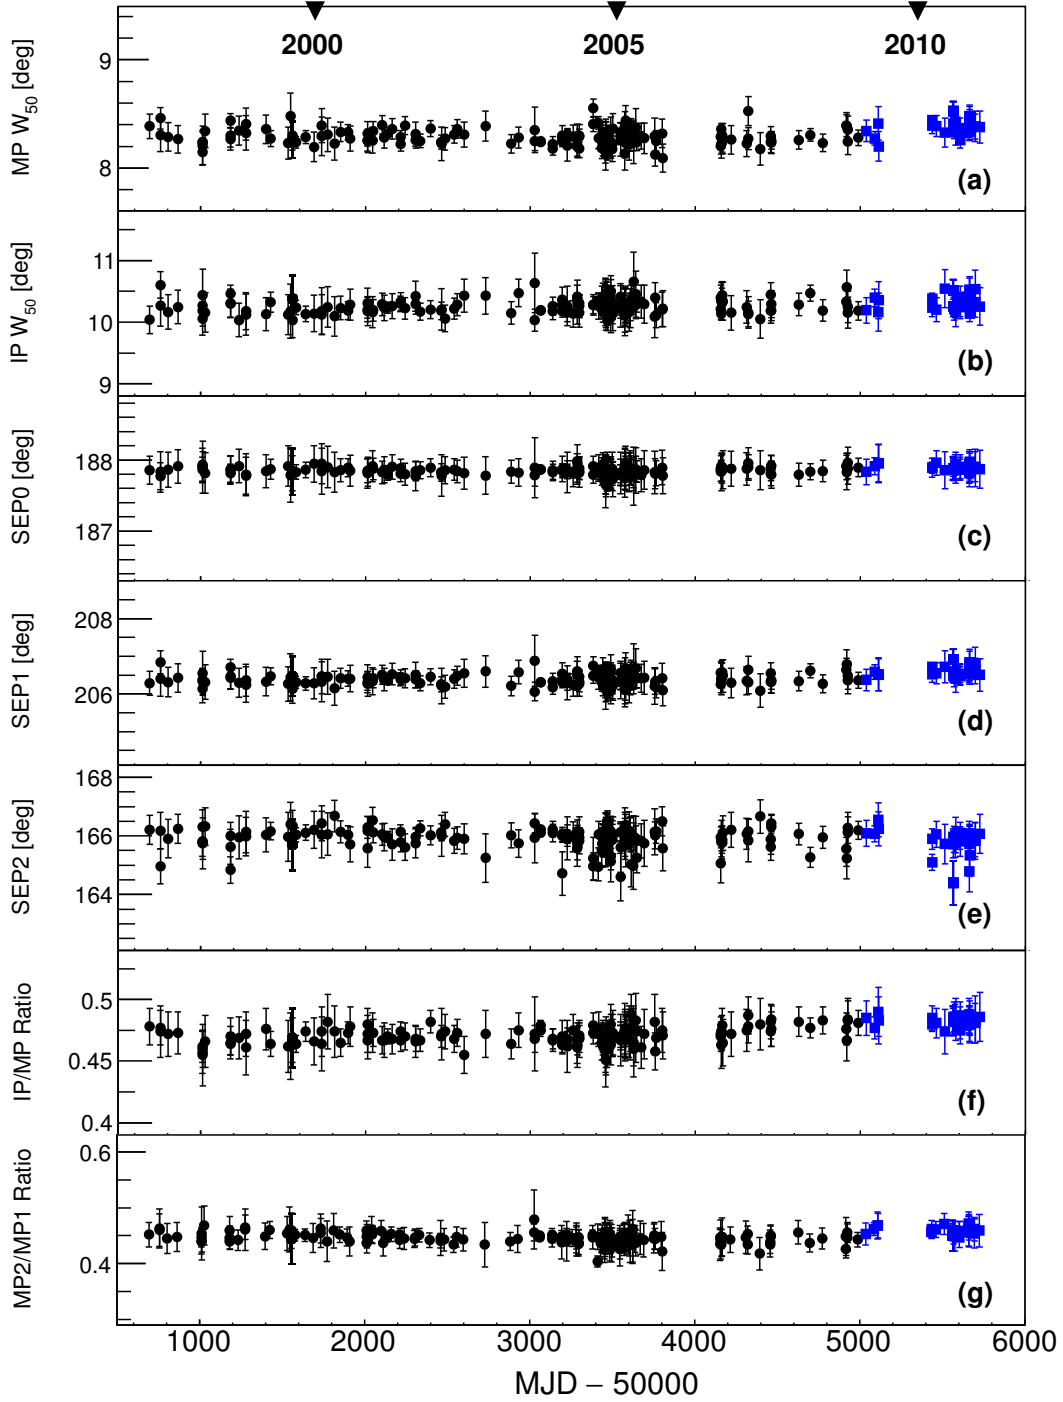 2000 2005 2010
MP W50 [deg]
9
8
(a)
IP W50 [deg]
11
10
9
(b)
SEP0 [deg]
188
187
(c)
SEP1 [deg]
208
206
(d)
SEP2 [deg]
168
166
164
(e)
IP/MP Ratio
0.5
0.45
0.4
(f)
MP2/MP1 Ratio
0.6
0.4
(g)
1000 2000 3000 4000 5000 6000
MJD − 50000